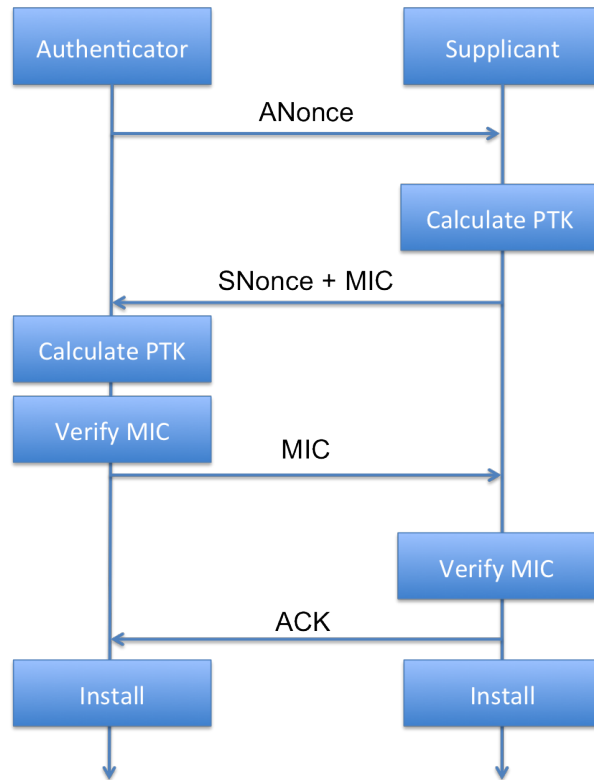 Authenticator
Supplicant
ANonce
Calculate PTK
SNonce + MIC
Calculate PTK
Verify MIC
MIC
Verify MIC
ACK
Install
Install